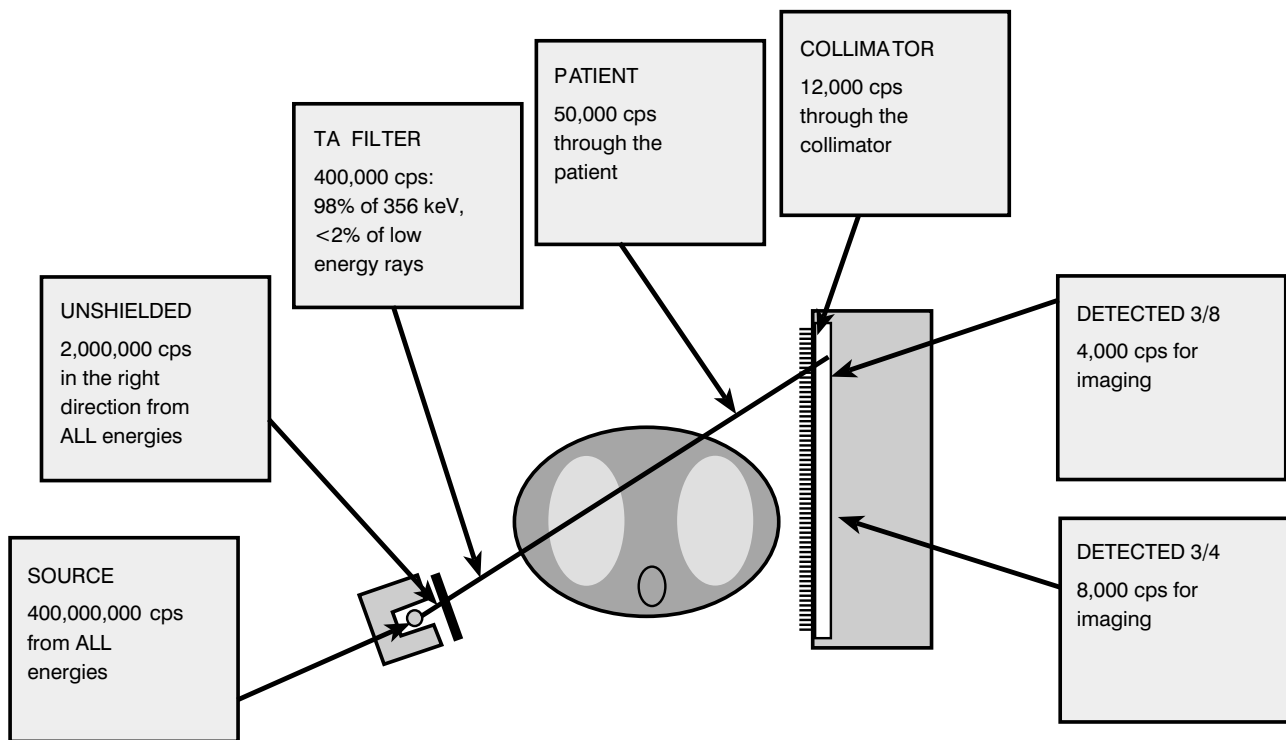 COLLIMATOR
12,000 cps
through the
collimator
PATIENT
50,000 cps
through the
patient
TA FILTER
400,000 cps:
98% of 356 keV,
<2% of low
energy rays
UNSHIELDED
2,000,000 cps
in the right
direction from
ALL energies
DETECTED 3/8
4,000 cps for
imaging
SOURCE
400,000,000 cps
from ALL
energies
DETECTED 3/4
8,000 cps for
imaging